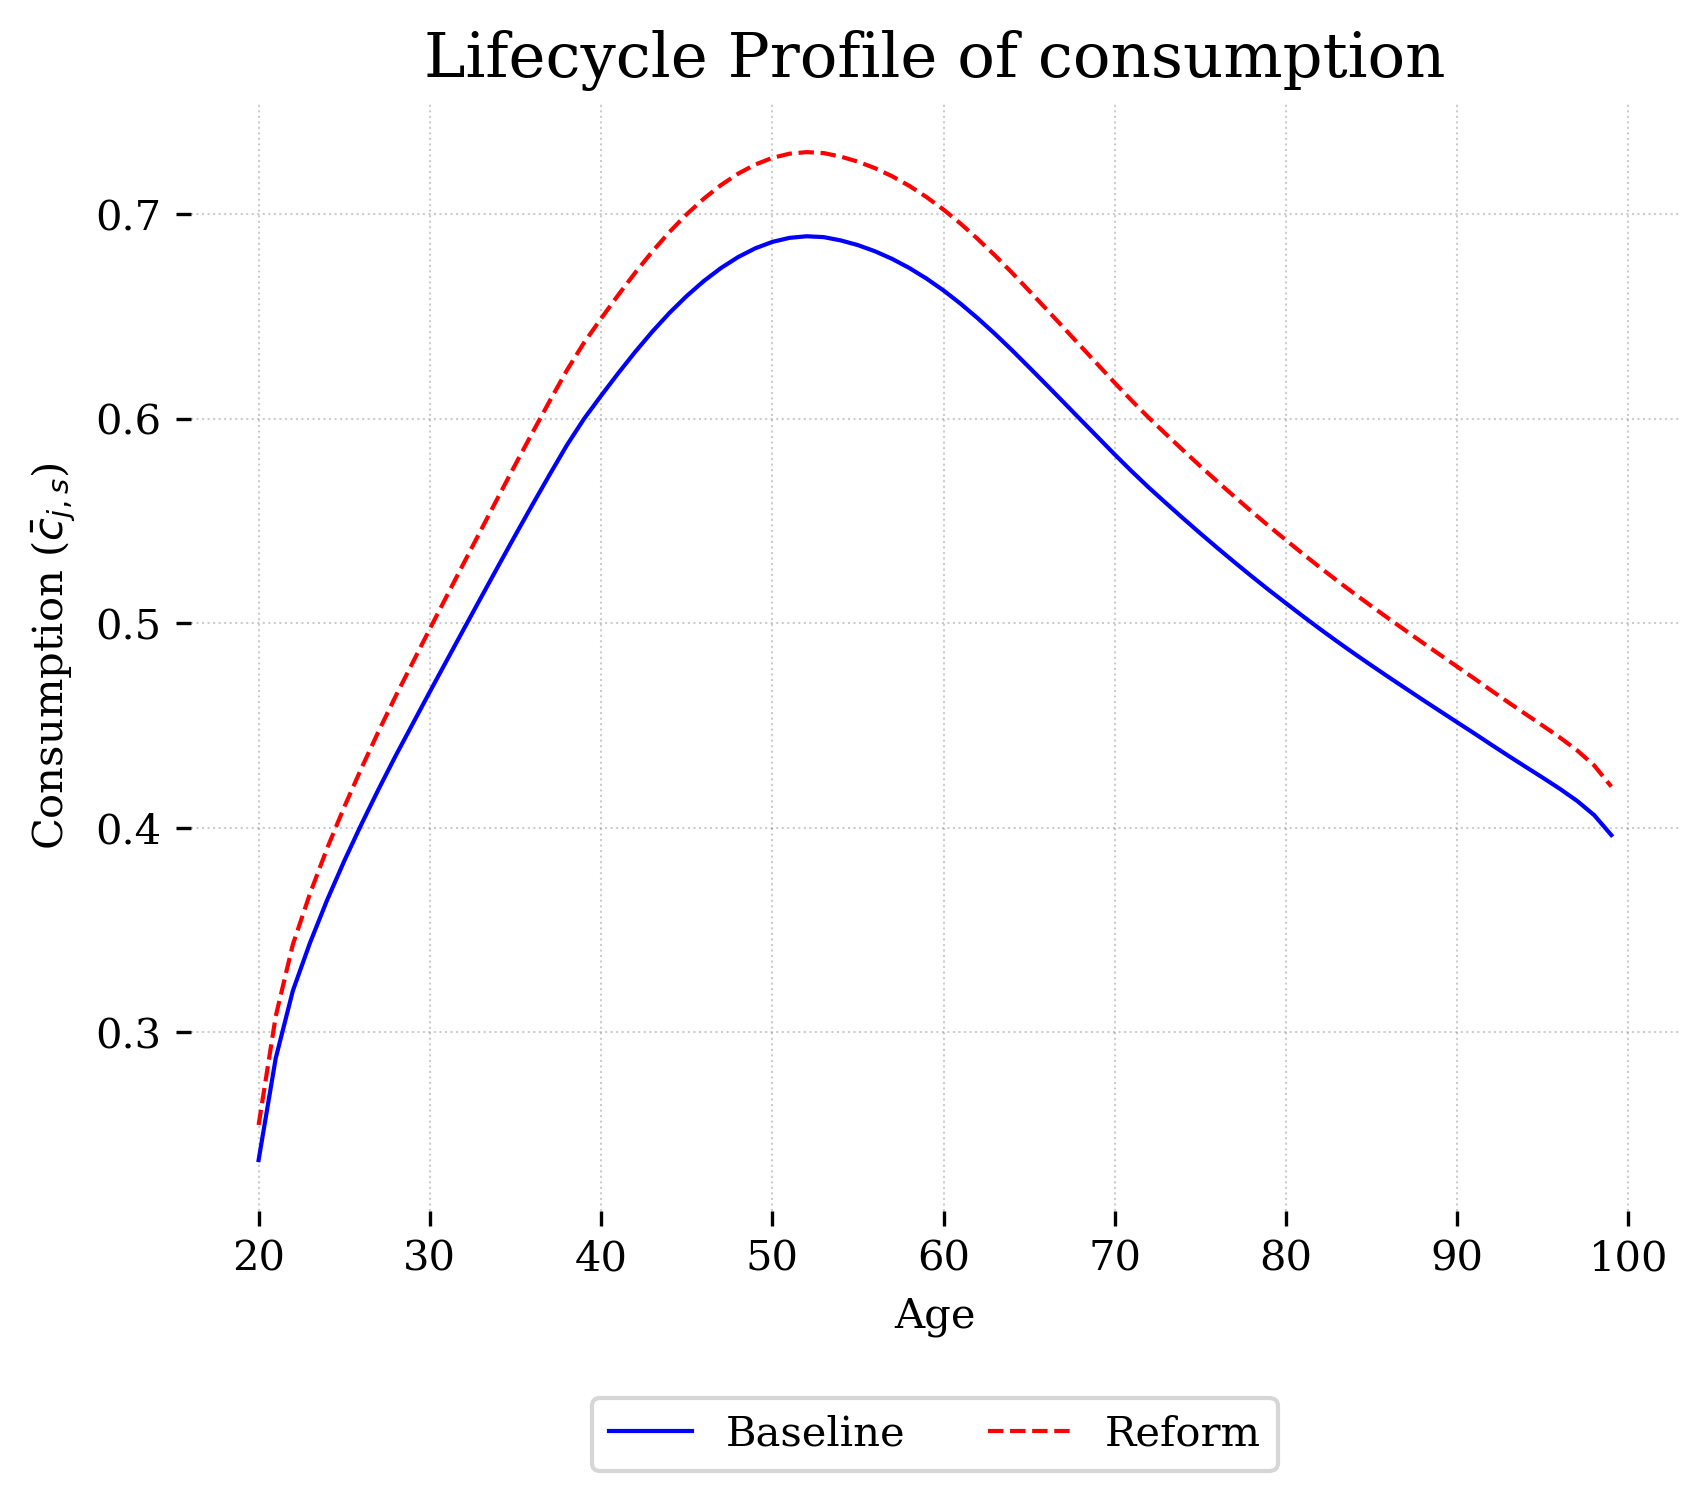 Lifecycle Profile of consumption
0.7
0.6
0.5
0.4
0.3
Consumption (c̄_{j,s})
20 30 40 50 60 70 80 90 100
Age
Baseline Reform